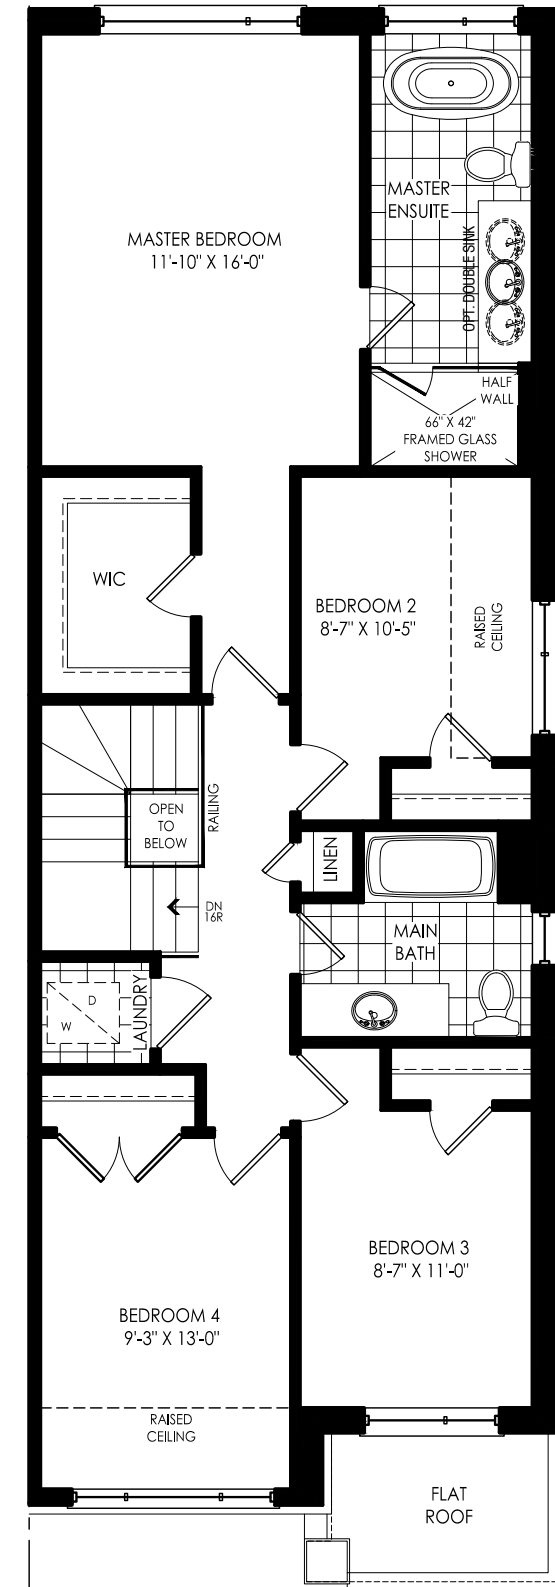 MASTER BEDROOM
11'-10" X 16'-0"
MASTER
ENSUITE
OPT. DOUBLE SINK
HALF
WALL
66" X 42"
FRAMED GLASS
SHOWER
WIC
BEDROOM 2
8'-7" X 10'-5"
RAISED
CEILING
RAILING
OPEN
TO
BELOW
LINEN
DN
16R
MAIN
BATH
LAUNDRY
D
W
BEDROOM 3
8'-7" X 11'-0"
BEDROOM 4
9'-3" X 13'-0"
RAISED
CEILING
FLAT
ROOF